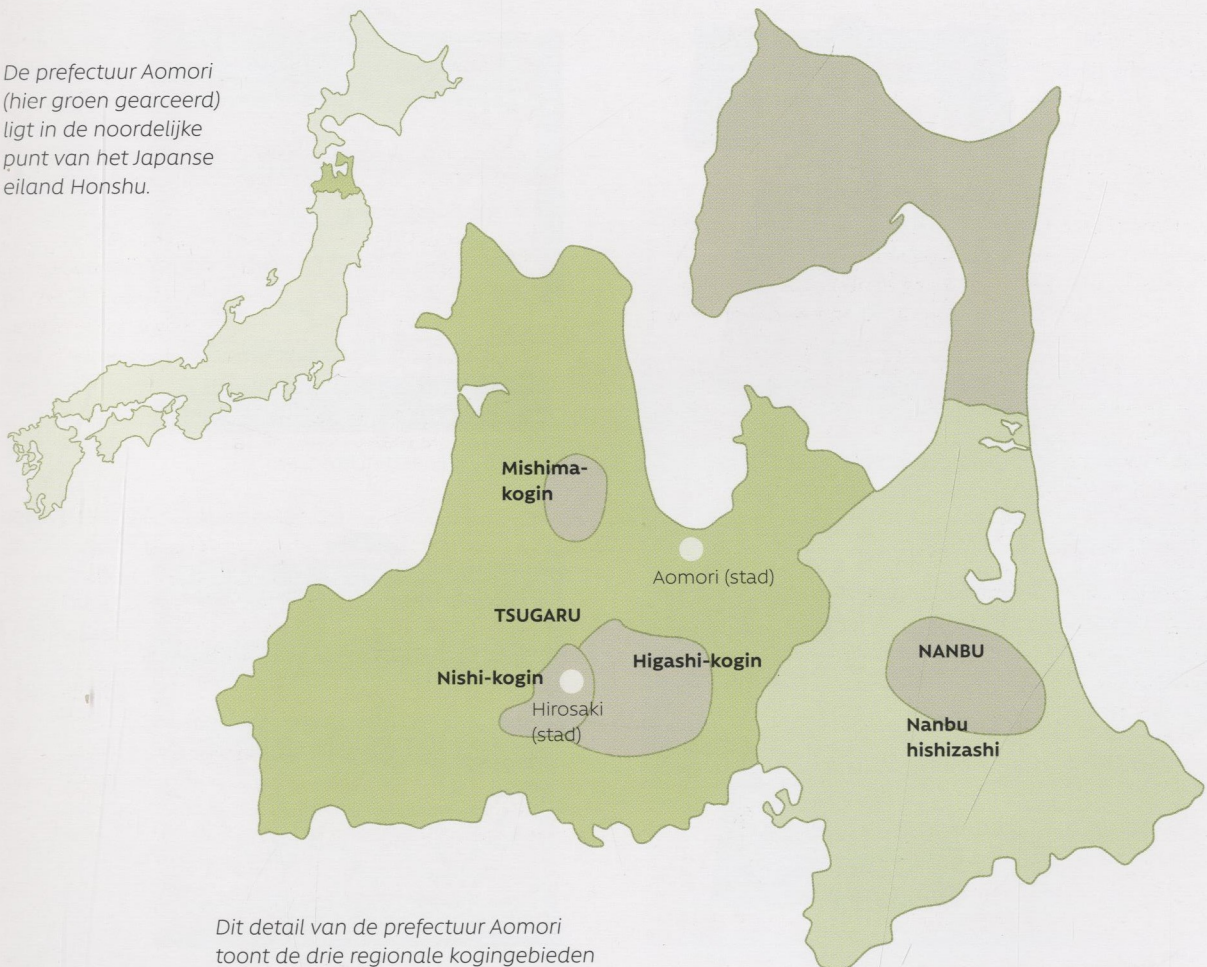 De prefectuur Aomori
(hier groen gearceerd)
ligt in de noordelijke
punt van het Japanse
eiland Honshu.
Mishima-
kogin
Aomori (stad)
TSUGARU
Nishi-kogin
Higashi-kogin
Hirosaki
(stad)
NANBU
Nanbu
hishizashi
Dit detail van de prefectuur Aomori
toont de drie regionale kogingebieden